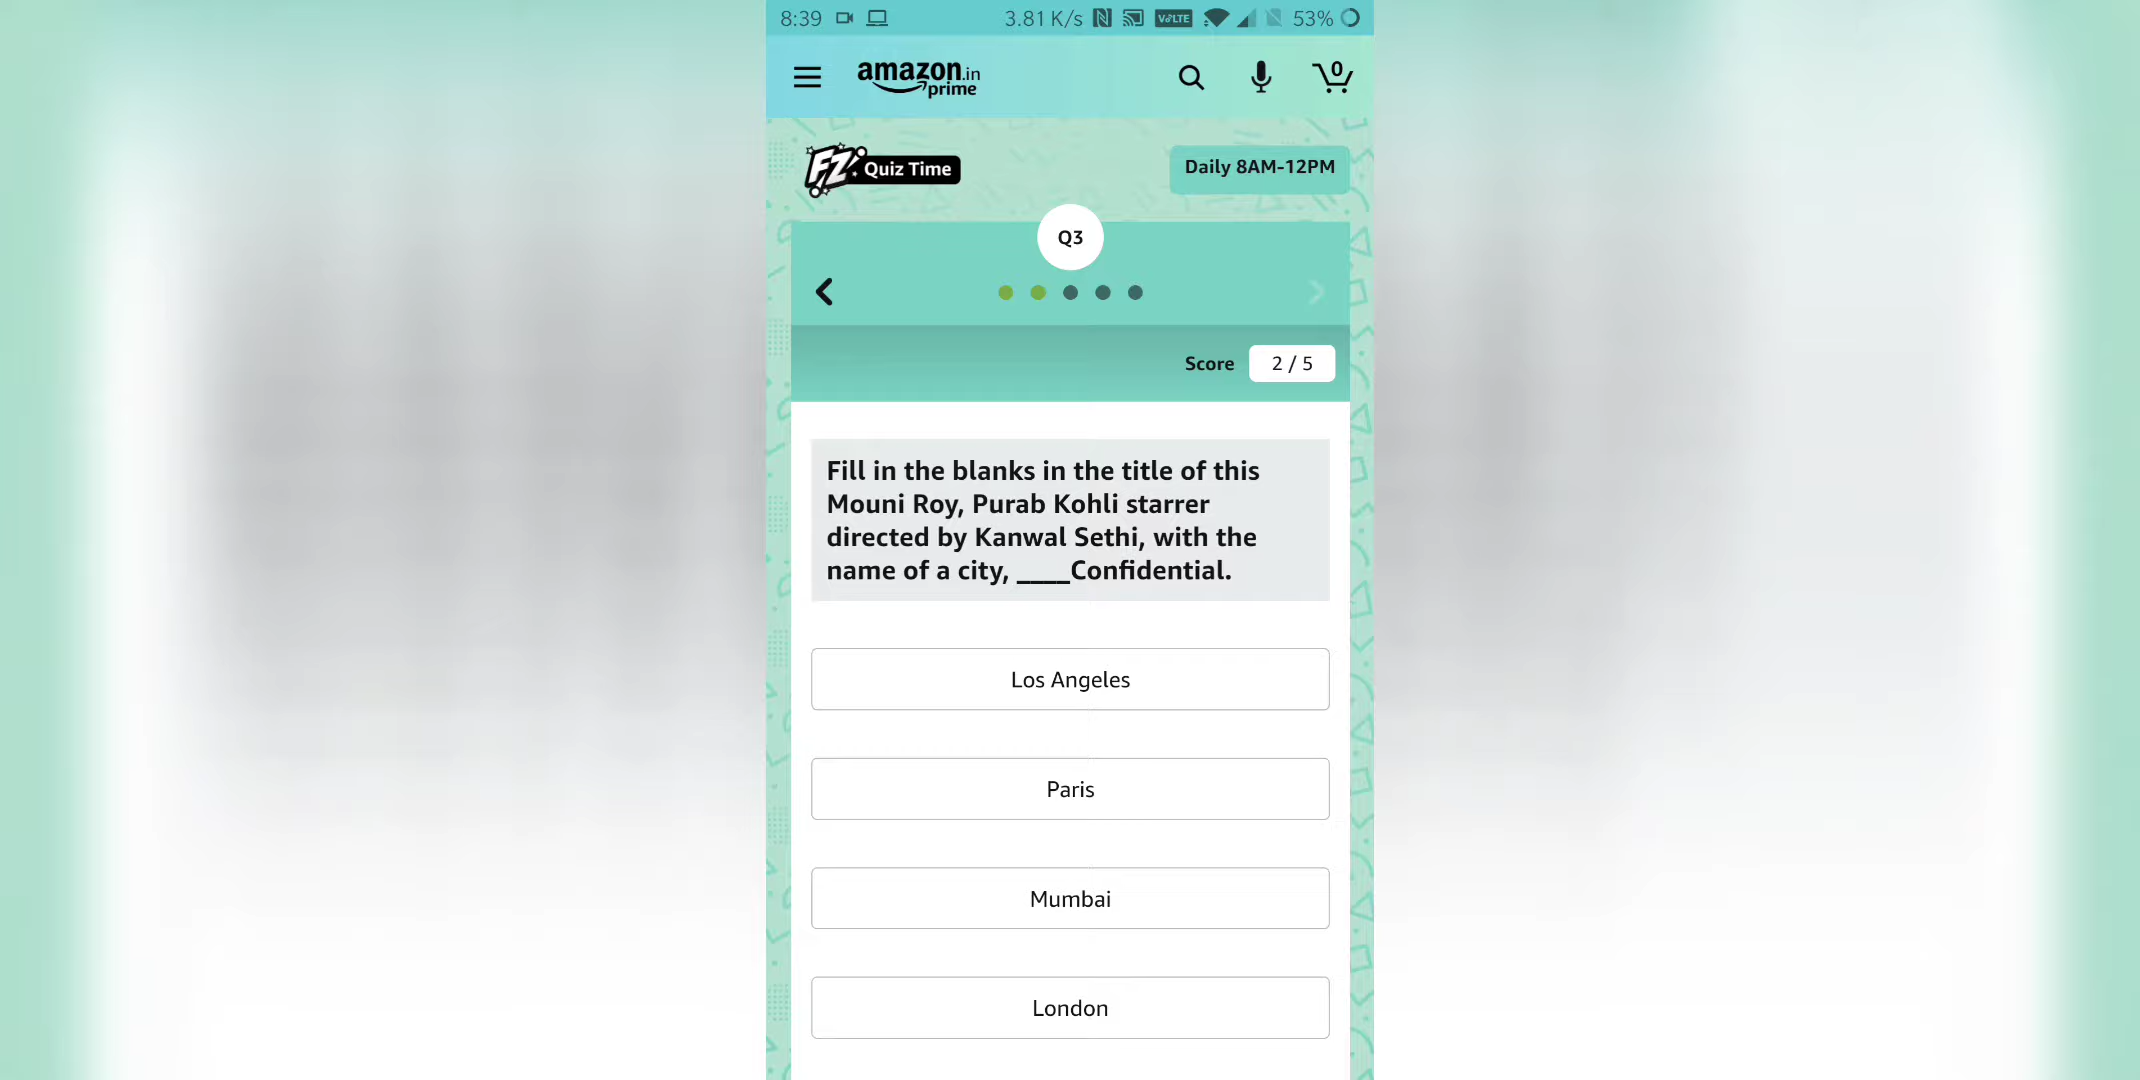 8:39 3.81 K/s VoLTE 53%
amazon.in
prime
0
FZ Quiz Time
Daily 8AM-12PM
Q3
Score 2 / 5
Fill in the blanks in the title of this
Mouni Roy, Purab Kohli starrer
directed by Kanwal Sethi, with the
name of a city, ____Confidential.
Los Angeles
Paris
Mumbai
London